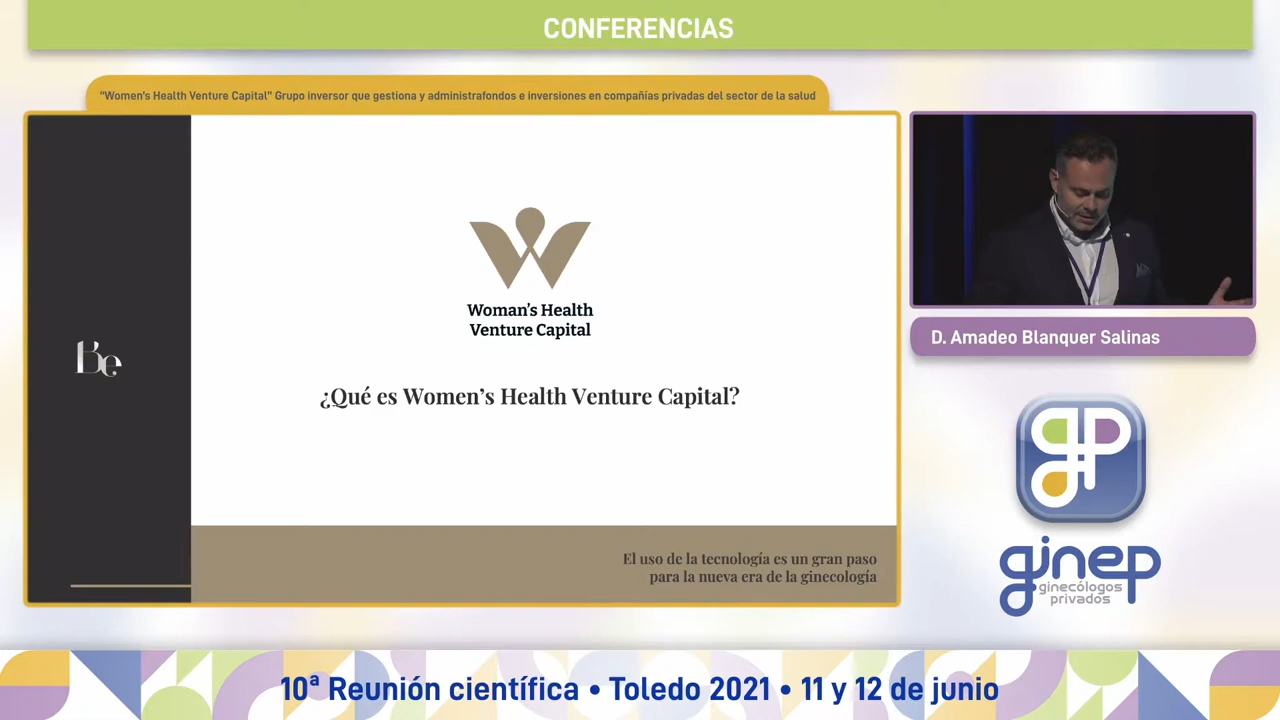 CONFERENCIAS
“Women's Health Venture Capital” Grupo inversor que gestiona y administrafondos e inversiones en compañías privadas del sector de la salud
Be
Woman’s Health
Venture Capital
¿Qué es Women’s Health Venture Capital?
El uso de la tecnología es un gran paso
para la nueva era de la ginecología
D. Amadeo Blanquer Salinas
gp
ginep
ginecólogos
privados
10ª Reunión científica • Toledo 2021 • 11 y 12 de junio